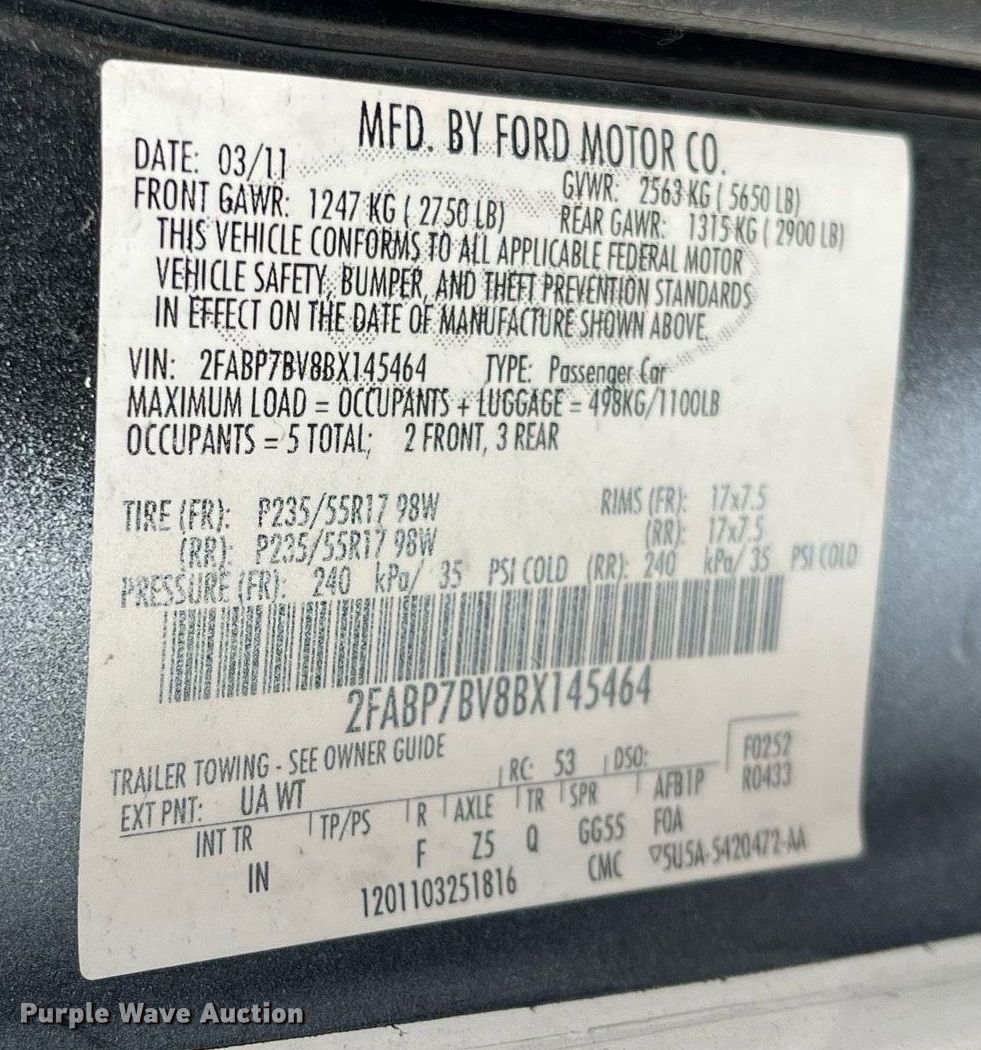 MFD. BY FORD MOTOR CO.
DATE: 03/11 GVWR: 2563 KG ( 5650 LB)
FRONT GAWR: 1247 KG ( 2750 LB) REAR GAWR: 1315 KG ( 2900 LB)
THIS VEHICLE CONFORMS TO ALL APPLICABLE FEDERAL MOTOR
VEHICLE SAFETY, BUMPER, AND THEFT PREVENTION STANDARDS
IN EFFECT ON THE DATE OF MANUFACTURE SHOWN ABOVE.
VIN: 2FABP7BV8BX145464 TYPE: Passenger Car
MAXIMUM LOAD = OCCUPANTS + LUGGAGE = 498KG/1100LB
OCCUPANTS = 5 TOTAL; 2 FRONT, 3 REAR
TIRE (FR): P235/55R17 98W RIMS (FR): 17x7.5
(RR): P235/55R17 98W (RR): 17x7.5
PRESSURE (FR): 240 kPa/ 35 PSI COLD (RR): 240 kPa/ 35 PSI COLD
2FABP7BV8BX145464
TRAILER TOWING - SEE OWNER GUIDE
EXT PNT: UA WT RC: 53 DSO: F0252
INT TR TP/PS R AXLE TR SPR AFB1P R0433
IN F Z5 Q GG55 FOA
1201103251816 CMC 5U5A-5420472-AA
Purple Wave Auction